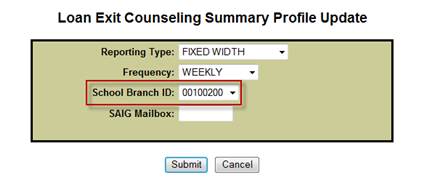 Loan Exit Counseling Summary Profile Update
Reporting Type: FIXED WIDTH
Frequency: WEEKLY
School Branch ID: 00100200
SAIG Mailbox:
Submit Cancel